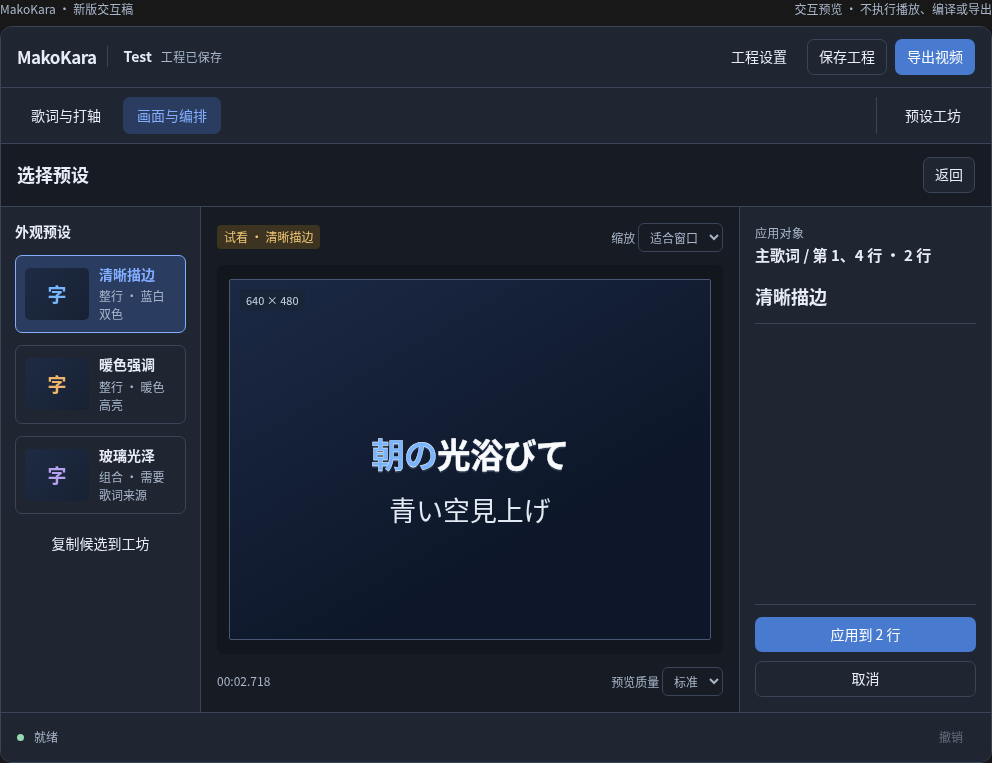 MakoKara · 新版交互稿
交互预览 · 不执行播放、编译或导出
MakoKara
Test 工程已保存
工程设置
保存工程
导出视频
歌词与打轴
画面与编排
预设工坊
选择预设
返回
外观预设
字
清晰描边
整行 · 蓝白
双色
字
暖色强调
整行 · 暖色
高亮
字
玻璃光泽
组合 · 需要
歌词来源
复制候选到工坊
试看 · 清晰描边
缩放 适合窗口
640 × 480
朝の光浴びて
青い空見上げ
00:02.718
预览质量 标准
应用对象
主歌词 / 第 1、4 行 · 2 行
清晰描边
应用到 2 行
取消
就绪
撤销